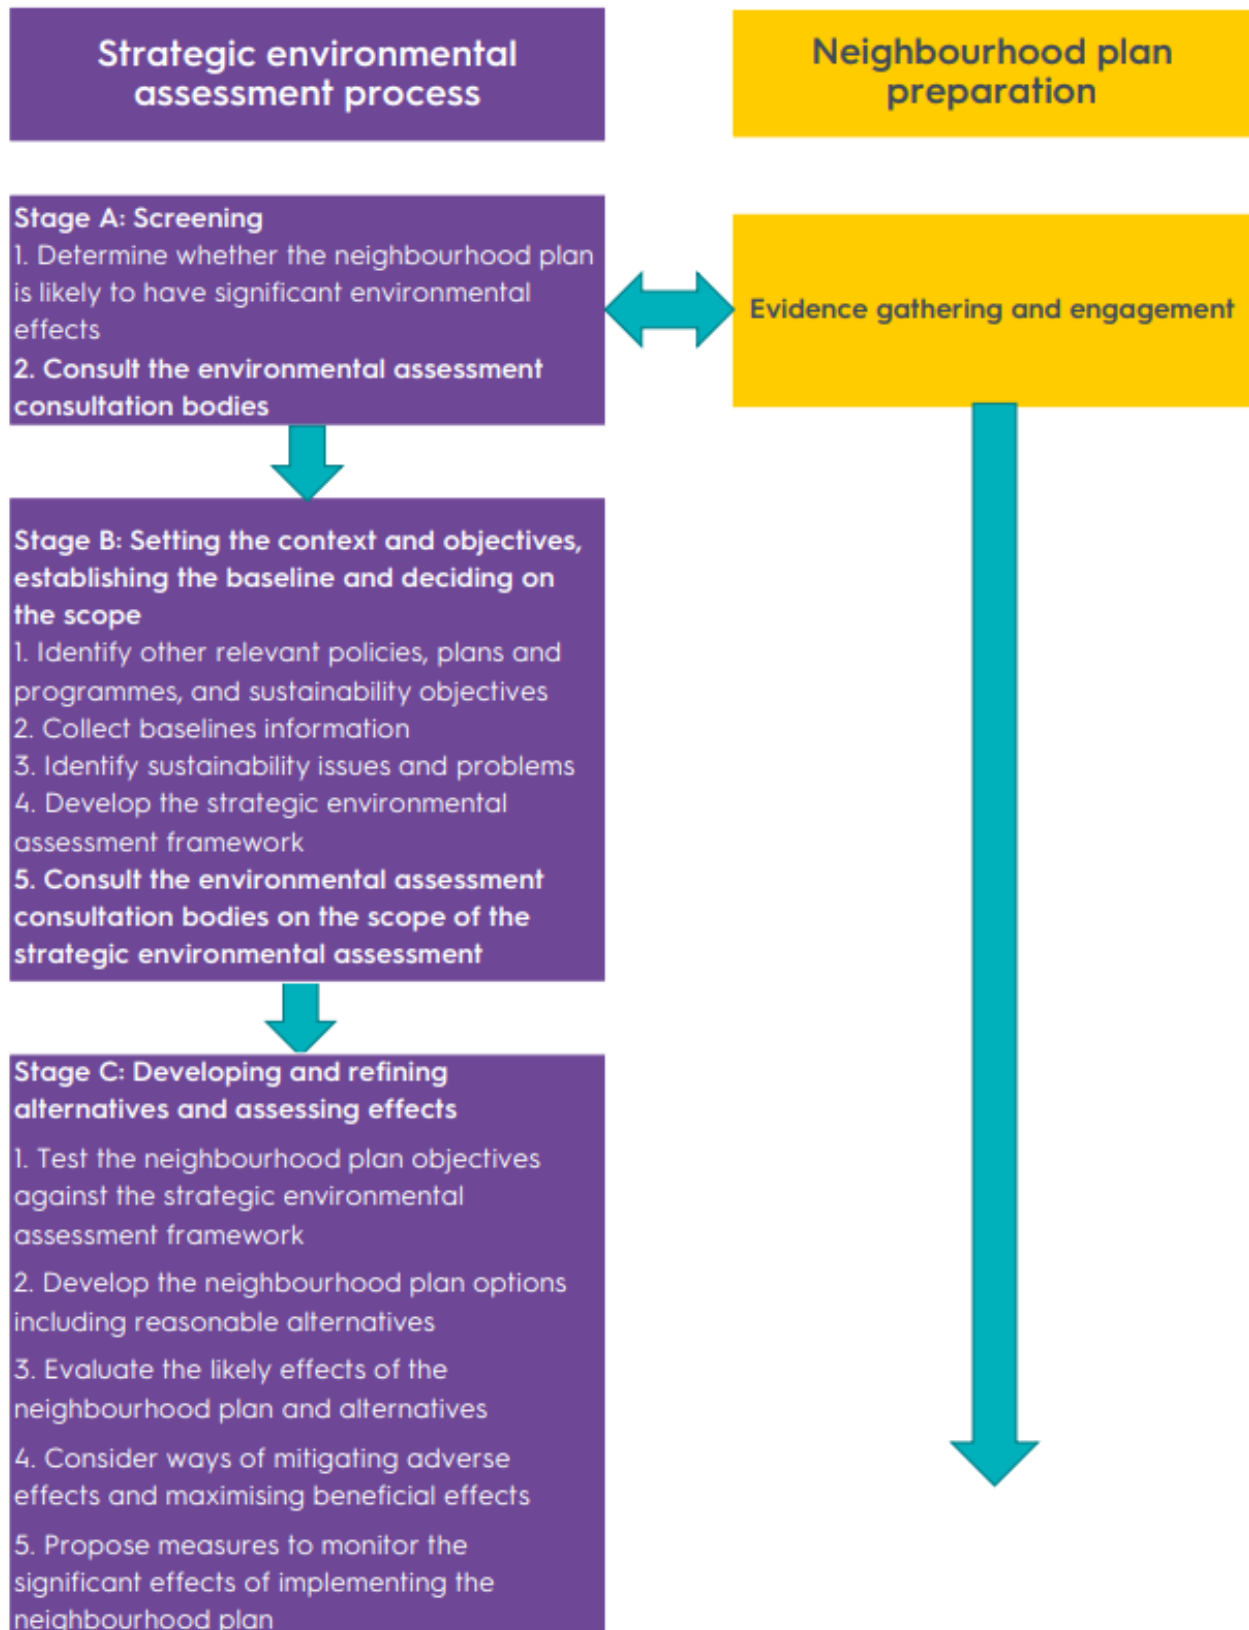 Strategic environmental
assessment process
Neighbourhood plan
preparation
Stage A: Screening
1. Determine whether the neighbourhood plan
is likely to have significant environmental
effects
2. Consult the environmental assessment
consultation bodies
Evidence gathering and engagement
Stage B: Setting the context and objectives,
establishing the baseline and deciding on
the scope
1. Identify other relevant policies, plans and
programmes, and sustainability objectives
2. Collect baselines information
3. Identify sustainability issues and problems
4. Develop the strategic environmental
assessment framework
5. Consult the environmental assessment
consultation bodies on the scope of the
strategic environmental assessment
Stage C: Developing and refining
alternatives and assessing effects
1. Test the neighbourhood plan objectives
against the strategic environmental
assessment framework
2. Develop the neighbourhood plan options
including reasonable alternatives
3. Evaluate the likely effects of the
neighbourhood plan and alternatives
4. Consider ways of mitigating adverse
effects and maximising beneficial effects
5. Propose measures to monitor the
significant effects of implementing the
neighbourhood plan